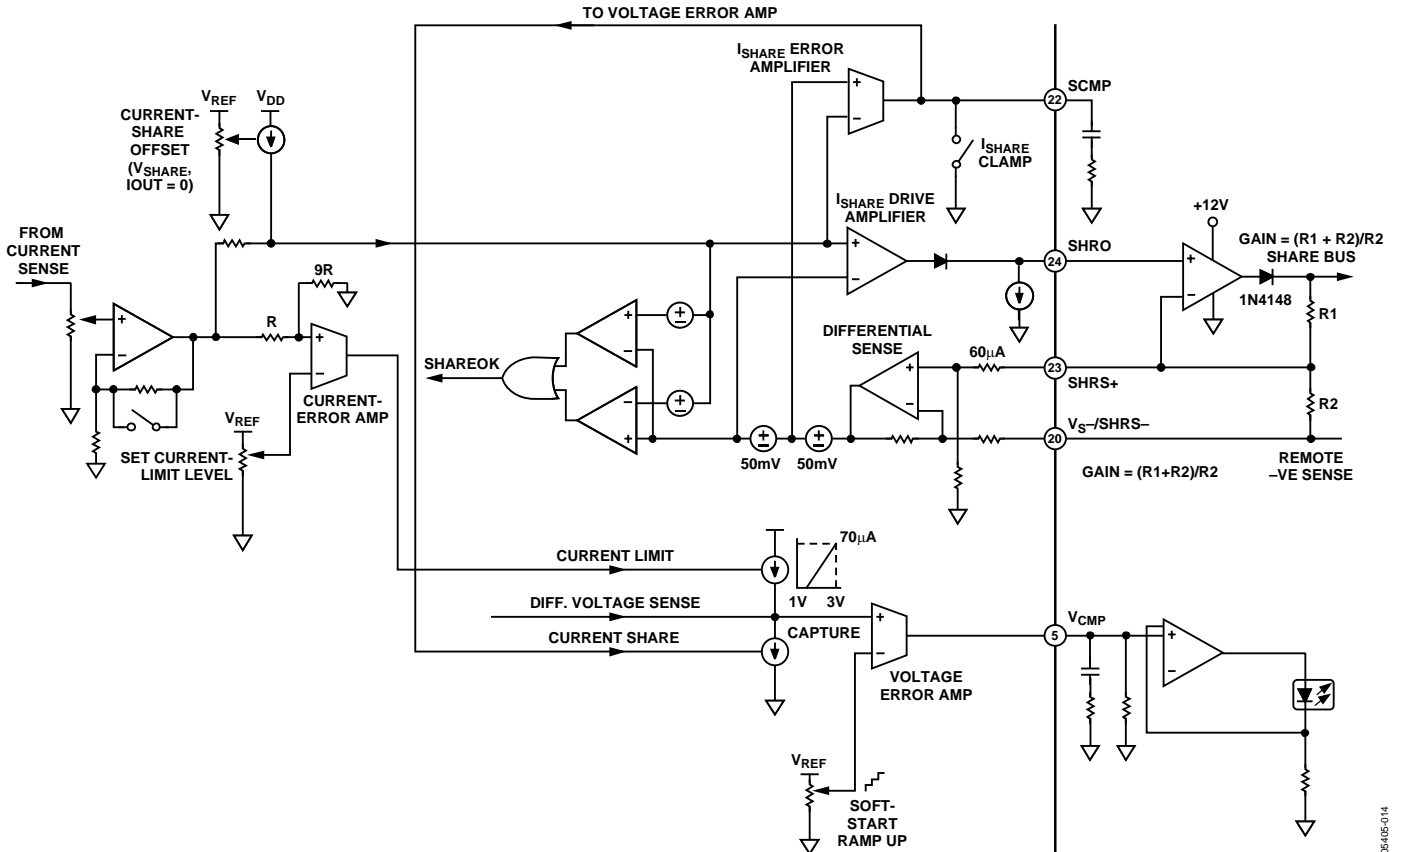 TO VOLTAGE ERROR AMP
ISHARE ERROR
AMPLIFIER
SCMP
22
VREF
VDD
CURRENT-
SHARE
OFFSET
(VSHARE,
IOUT = 0)
+
−
ISHARE
CLAMP
ISHARE DRIVE
AMPLIFIER
+12V
FROM
CURRENT
SENSE
+
−
SHRO
24
+
−
GAIN = (R1 + R2)/R2
SHARE BUS
1N4148
9R
R
+
−
+
−
CURRENT-
ERROR AMP
SHAREOK
+
−
±
−
+
±
DIFFERENTIAL
SENSE
60µA
+
−
23
SHRS+
R1
R2
VREF
SET CURRENT-
LIMIT LEVEL
±
50mV
±
50mV
VS−/SHRS−
20
GAIN = (R1+R2)/R2
REMOTE
−VE SENSE
CURRENT LIMIT
70µA
1V 3V
DIFF. VOLTAGE SENSE
CURRENT SHARE
CAPTURE
+
−
VOLTAGE
ERROR AMP
VCMP
5
+
−
VREF
SOFT-
START
RAMP UP
05405-014